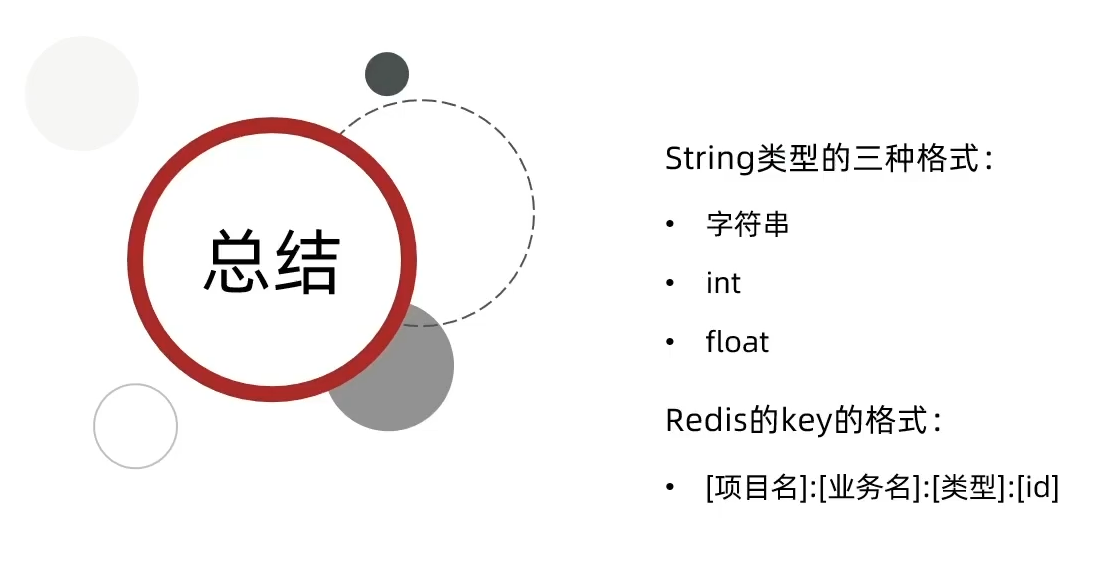 总结
String类型的三种格式：
• 字符串
• int
• float
Redis的key的格式：
• [项目名]:[业务名]:[类型]:[id]